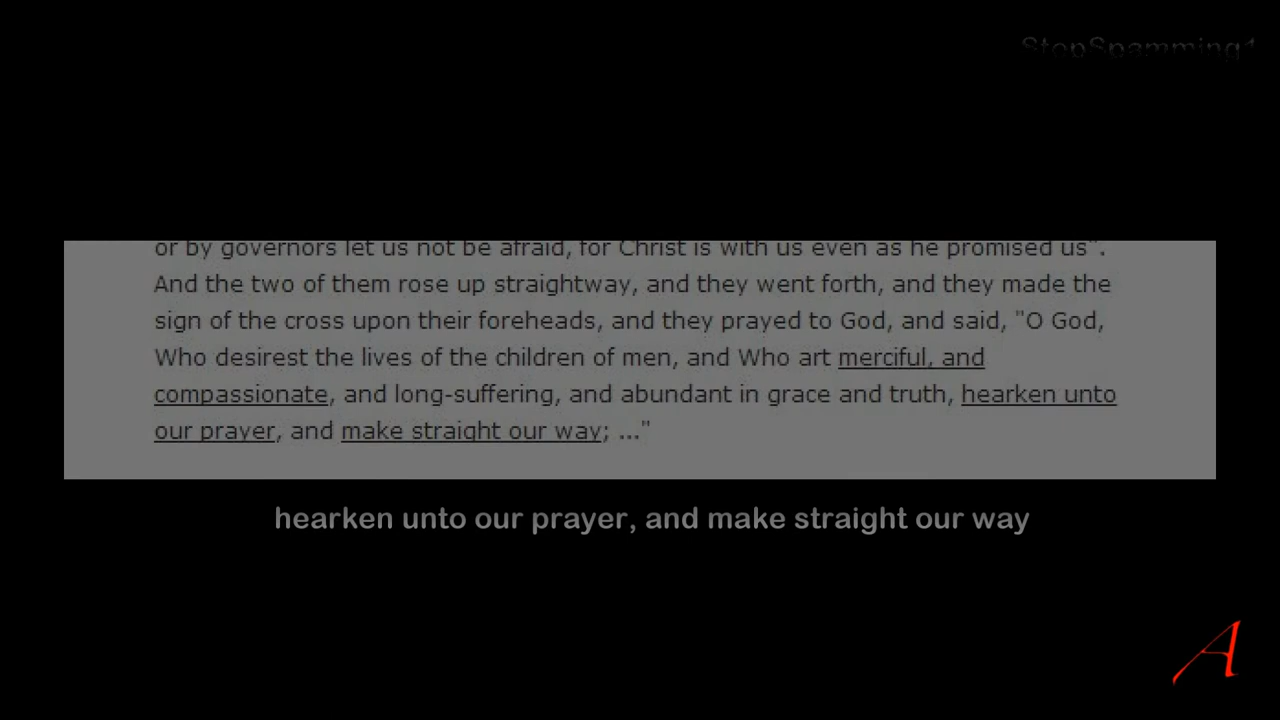 StopSpamming1
or by governors let us not be afraid, for Christ is with us even as he promised us".
And the two of them rose up straightway, and they went forth, and they made the
sign of the cross upon their foreheads, and they prayed to God, and said, "O God,
Who desirest the lives of the children of men, and Who art merciful, and
compassionate, and long-suffering, and abundant in grace and truth, hearken unto
our prayer, and make straight our way; ..."
hearken unto our prayer, and make straight our way
A